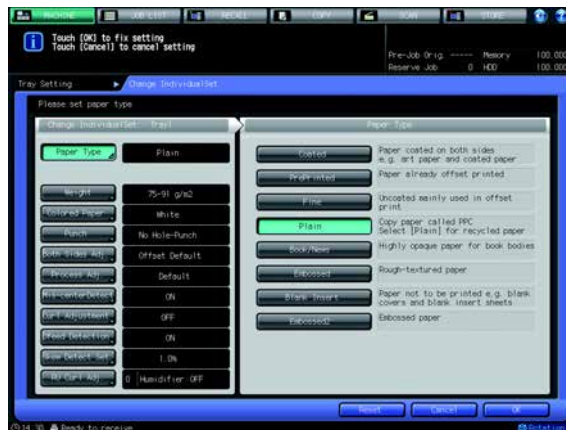 MACHINE
JOB LIST
RECALL
COPY
SCAN
STORE
Touch [OK] to fix setting
Touch [Cancel] to cancel setting
Pre-Job Orig. ----- Memory 100.000
Reserve Job 0 HDD 100.000
Tray Setting
Change IndividualSet
Please set paper type
Change IndividualSet: Tray1
Paper Type
Paper Type Plain
Weight 75-91 g/m2
Colored Paper White
Punch No Hole-Punch
Both Sides Adj. Offset Default
Process Adj. Default
Mis-centerDetect ON
Curl Adjustment OFF
ON
1.0%
0 Humidifier OFF
Coated Paper coated on both sides
e.g. art paper and coated paper
PrePrinted Paper already offset printed
Fine Uncoated mainly used in offset
print
Plain Copy paper called PPC
Select [Plain] for recycled paper
Book/News Highly opaque paper for book bodies
Embossed Rough-textured paper
Blank Insert Paper not to be printed e.g. blank
covers and blank insert sheets
Embossed2 Embossed paper
Reset Cancel OK
14:30 Ready to receive
Rotation